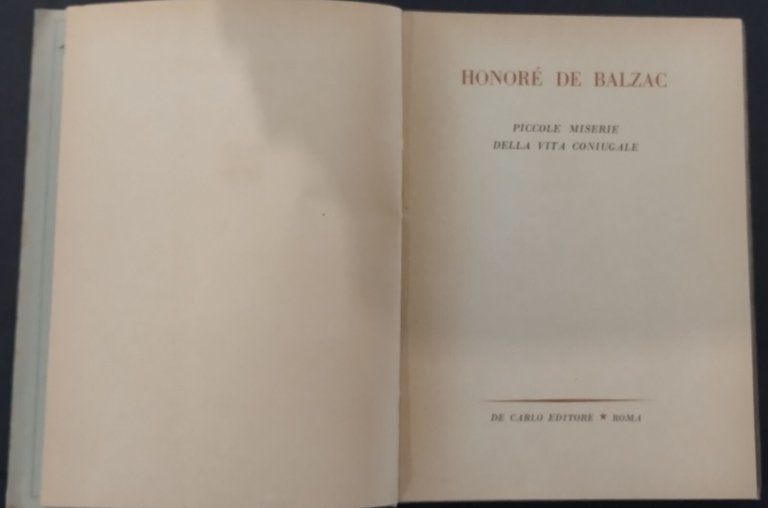 HONORÉ DE BALZAC
PICCOLE MISERIE
DELLA VITA CONIUGALE
DE CARLO EDITORE ★ ROMA